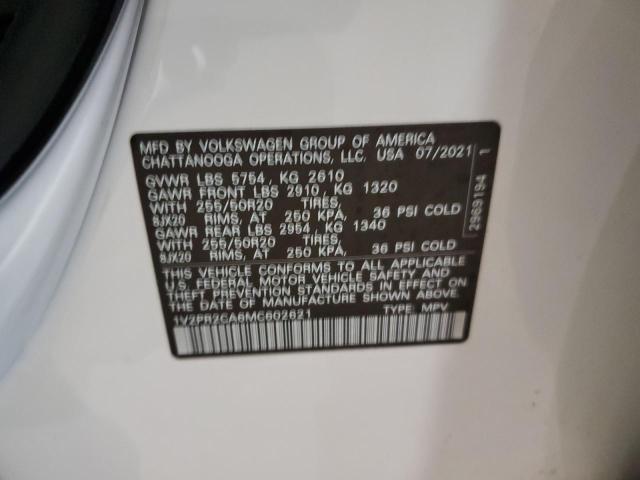 MFD BY VOLKSWAGEN GROUP OF AMERICA
CHATTANOOGA OPERATIONS, LLC, USA 07/2021
GVWR LBS 5754, KG 2610
GAWR FRONT LBS 2910, KG 1320
WITH 255/50R20 TIRES,
8JX20 RIMS, AT 250 KPA, 36 PSI COLD
GAWR REAR LBS 2954, KG 1340
WITH 255/50R20 TIRES,
8JX20 RIMS, AT 250 KPA, 36 PSI COLD
THIS VEHICLE CONFORMS TO ALL APPLICABLE
U.S. FEDERAL MOTOR VEHICLE SAFETY AND
THEFT PREVENTION STANDARDS IN EFFECT ON
THE DATE OF MANUFACTURE SHOWN ABOVE.
1V2PR2CA8MC602621 TYPE: MPV
2969194 1